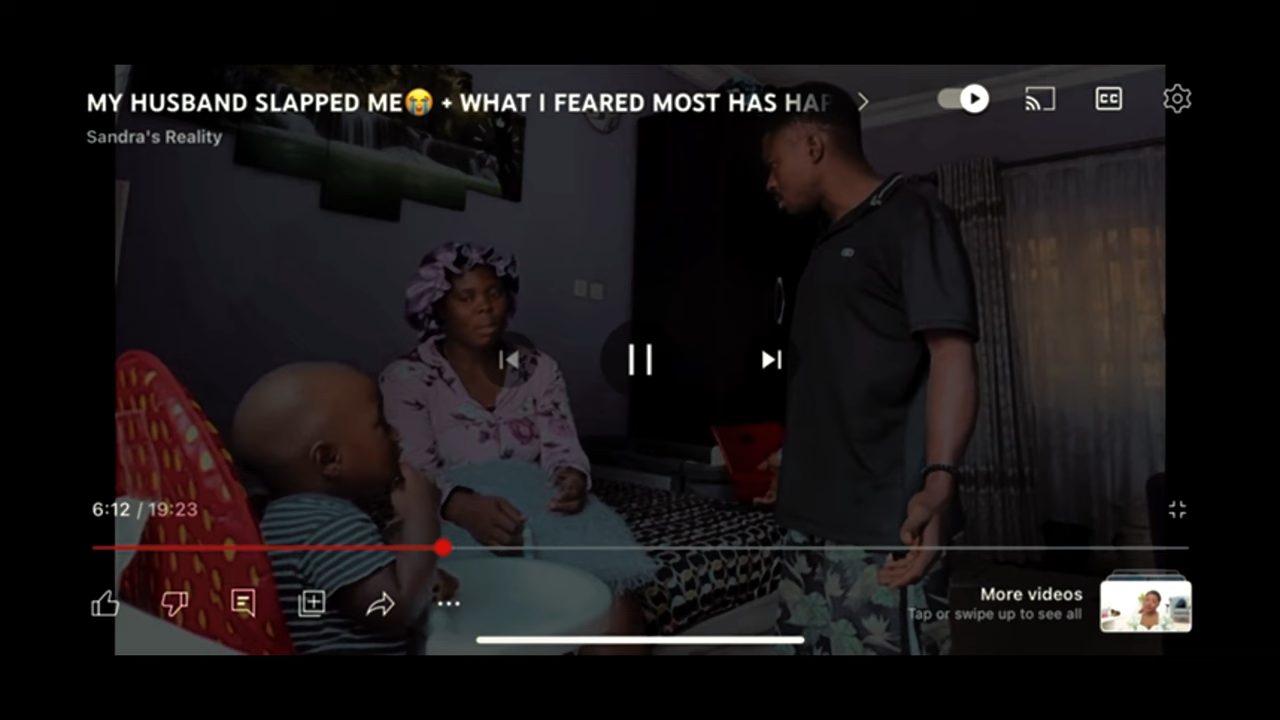 MY HUSBAND SLAPPED ME😭 + WHAT I FEARED MOST HAS HAP
Sandra's Reality
CC
6:12 / 19:23
More videos
Tap or swipe up to see all